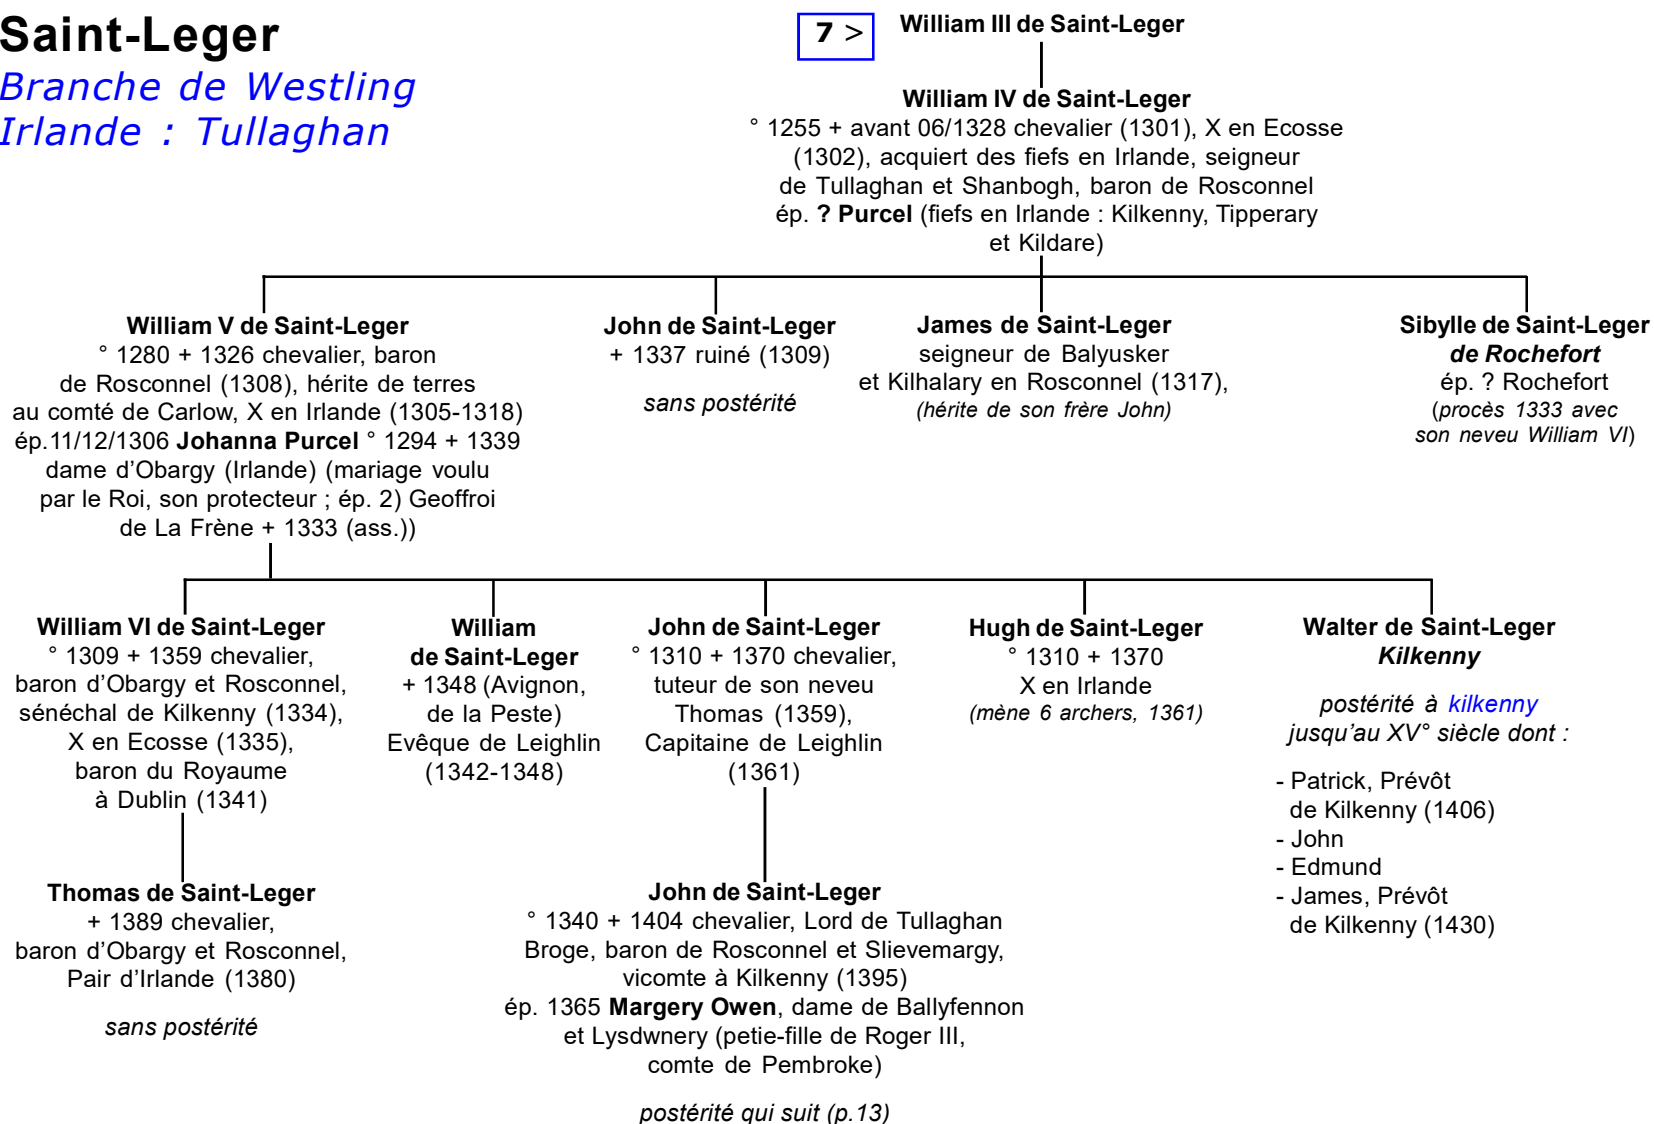 Saint-Leger
Branche de Westling
Irlande : Tullaghan
7 >
William III de Saint-Leger
William IV de Saint-Leger
° 1255 + avant 06/1328 chevalier (1301), X en Ecosse
(1302), acquiert des fiefs en Irlande, seigneur
de Tullaghan et Shanbogh, baron de Rosconnel
ép. ? Purcel (fiefs en Irlande : Kilkenny, Tipperary
et Kildare)
William V de Saint-Leger
° 1280 + 1326 chevalier, baron
de Rosconnel (1308), hérite de terres
au comté de Carlow, X en Irlande (1305-1318)
ép.11/12/1306 Johanna Purcel ° 1294 + 1339
dame d'Obargy (Irlande) (mariage voulu
par le Roi, son protecteur ; ép. 2) Geoffroi
de La Frène + 1333 (ass.))
John de Saint-Leger
+ 1337 ruiné (1309)
sans postérité
James de Saint-Leger
seigneur de Balyusker
et Kilhalary en Rosconnel (1317),
(hérite de son frère John)
Sibylle de Saint-Leger
de Rochefort
ép. ? Rochefort
(procès 1333 avec
son neveu William VI)
William VI de Saint-Leger
° 1309 + 1359 chevalier,
baron d'Obargy et Rosconnel,
sénéchal de Kilkenny (1334),
X en Ecosse (1335),
baron du Royaume
à Dublin (1341)
William
de Saint-Leger
+ 1348 (Avignon,
de la Peste)
Evêque de Leighlin
(1342-1348)
John de Saint-Leger
° 1310 + 1370 chevalier,
tuteur de son neveu
Thomas (1359),
Capitaine de Leighlin
(1361)
Hugh de Saint-Leger
° 1310 + 1370
X en Irlande
(mène 6 archers, 1361)
Walter de Saint-Leger
Kilkenny
postérité à kilkenny
jusqu'au XV° siècle dont :
- Patrick, Prévôt
de Kilkenny (1406)
- John
- Edmund
- James, Prévôt
de Kilkenny (1430)
Thomas de Saint-Leger
+ 1389 chevalier,
baron d'Obargy et Rosconnel,
Pair d'Irlande (1380)
sans postérité
John de Saint-Leger
° 1340 + 1404 chevalier, Lord de Tullaghan
Broge, baron de Rosconnel et Slievemargy,
vicomte à Kilkenny (1395)
ép. 1365 Margery Owen, dame de Ballyfennon
et Lysdwnery (petie-fille de Roger III,
comte de Pembroke)
postérité qui suit (p.13)